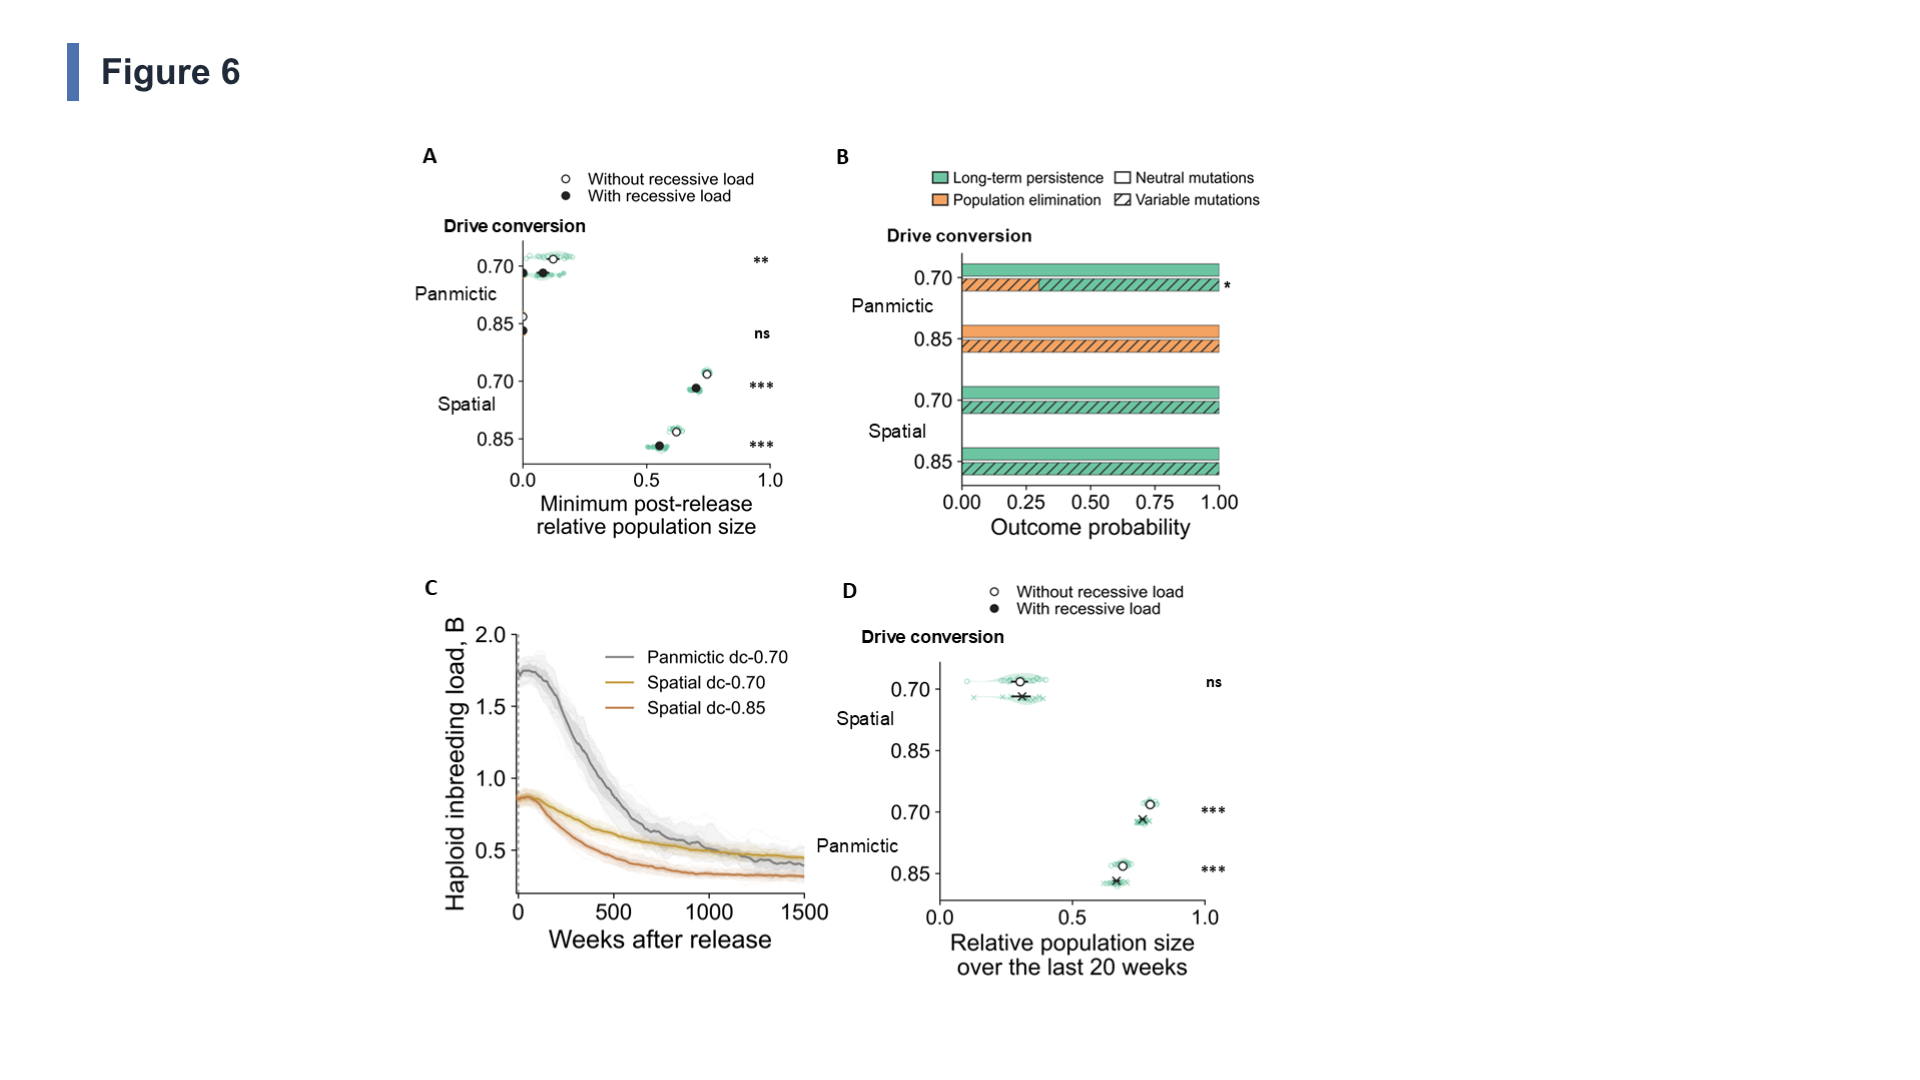 Figure 6
A
Without recessive load
With recessive load
Drive conversion
0.70
**
Panmictic
0.85
ns
0.70
***
Spatial
0.85
***
0.0
0.5
1.0
Minimum post-release
relative population size
B
Long-term persistence
Neutral mutations
Population elimination
Variable mutations
Drive conversion
0.70
*
Panmictic
0.85
0.70
Spatial
0.85
0.00
0.25
0.50
0.75
1.00
Outcome probability
C
Haploid inbreeding load, B
2.0
1.5
1.0
0.5
Panmictic dc-0.70
Spatial dc-0.70
Spatial dc-0.85
0
500
1000
1500
Weeks after release
D
Without recessive load
With recessive load
Drive conversion
0.70
ns
Spatial
0.85
0.70
***
Panmictic
0.85
***
0.0
0.5
1.0
Relative population size
over the last 20 weeks